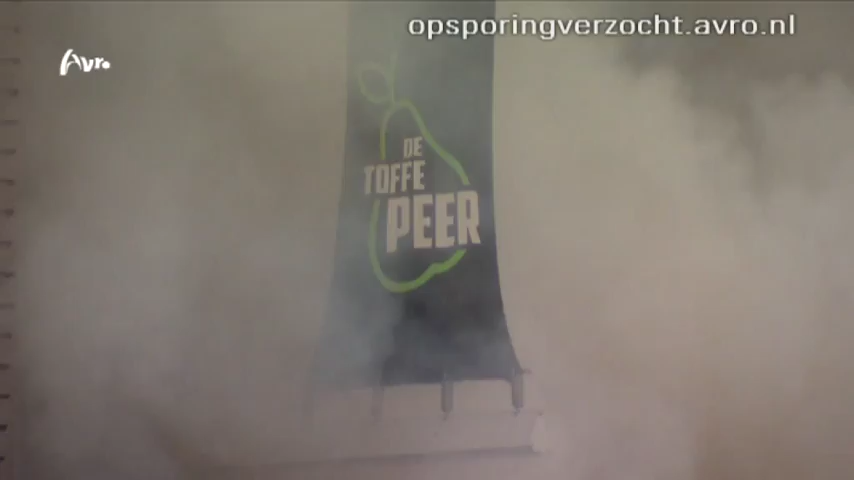 opsporingverzocht.avro.nl
Avro.
DE
TOFFE
PEER